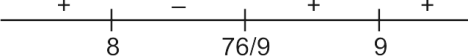 + – + +
8 76/9 9